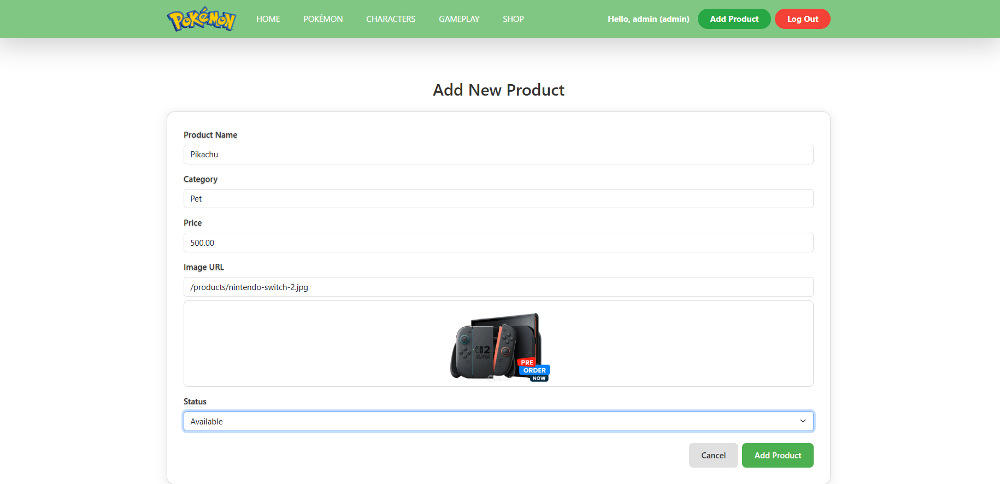 Pokémon
HOME
POKÉMON
CHARACTERS
GAMEPLAY
SHOP
Hello, admin (admin)
Add Product
Log Out
Add New Product
Product Name
Pikachu
Category
Pet
Price
500.00
Image URL
/products/nintendo-switch-2.jpg
2
NINTENDO
SWITCH
PRE
ORDER
NOW
Status
Available
Cancel
Add Product